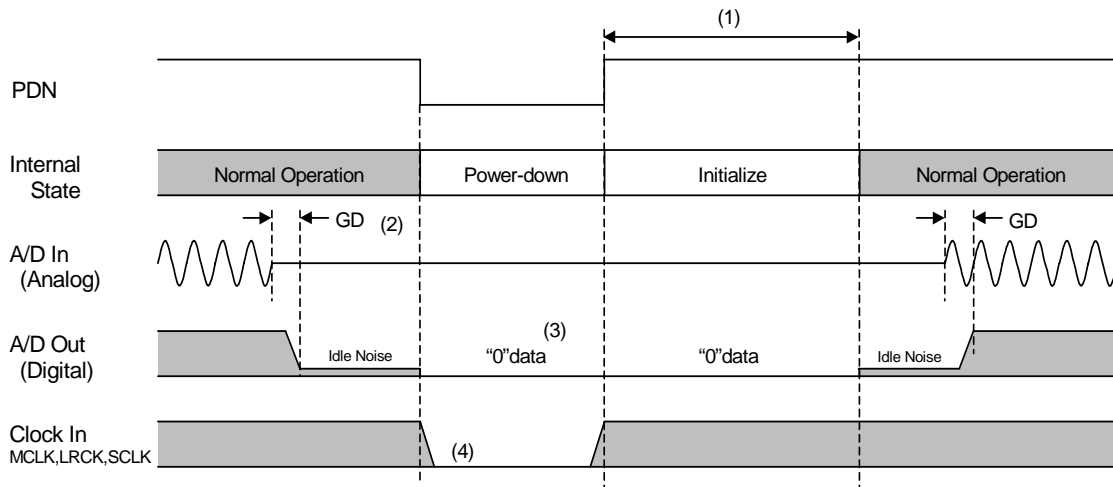 (1)
PDN
Internal
State
Normal Operation
Power-down
Initialize
Normal Operation
GD (2)
GD
A/D In
(Analog)
A/D Out
(Digital)
Idle Noise
(3)
“0”data
“0”data
Idle Noise
Clock In
MCLK,LRCK,SCLK
(4)